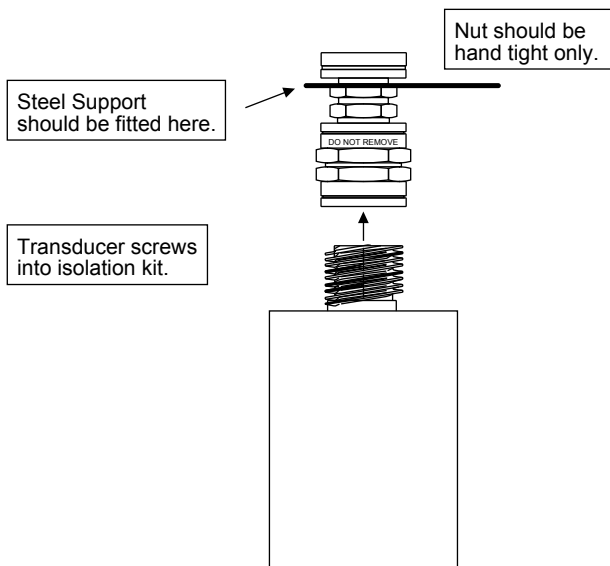 Nut should be
hand tight only.
Steel Support
should be fitted here.
DO NOT REMOVE
Transducer screws
into isolation kit.